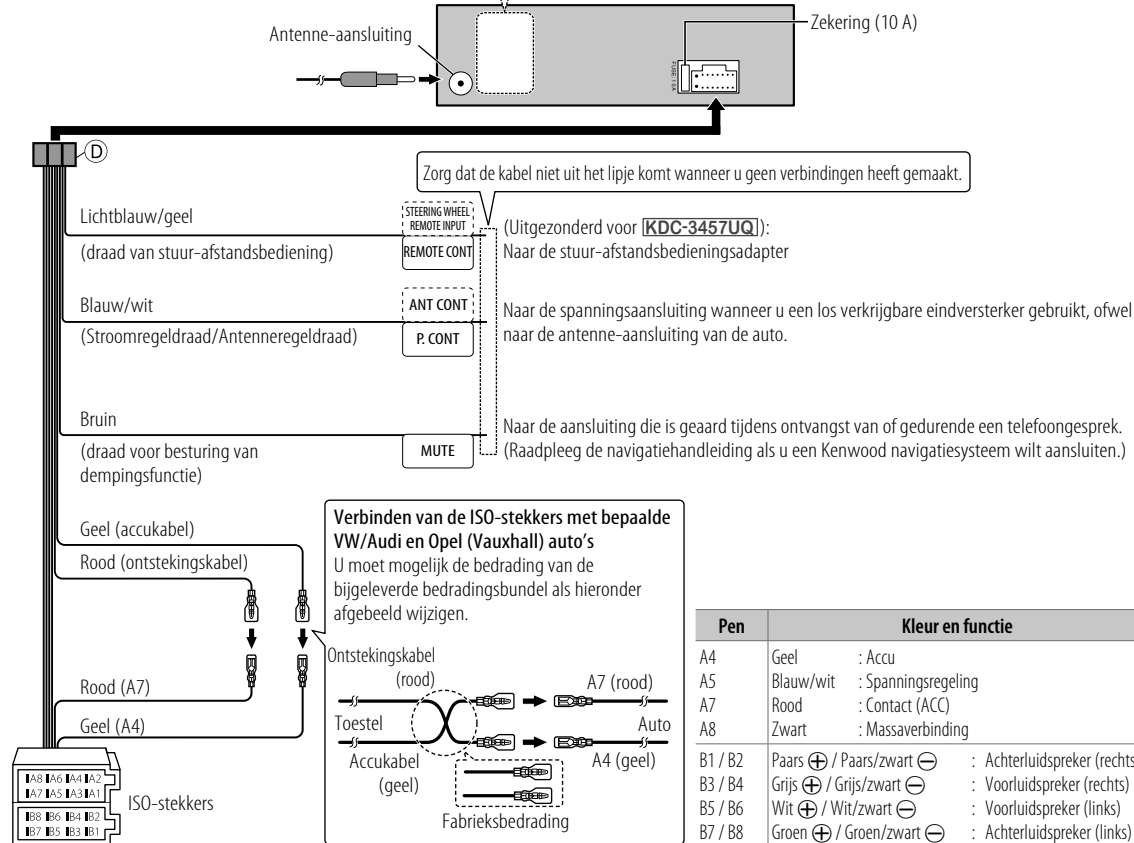 Antenne-aansluiting
Zekering (10 A)
FUSE 10A
D
Zorg dat de kabel niet uit het lipje komt wanneer u geen verbindingen heeft gemaakt.
Lichtblauw/geel
(draad van stuur-afstandsbediening)
STEERING WHEEL
REMOTE INPUT
REMOTE CONT
(Uitgezonderd voor KDC-3457UQ):
Naar de stuur-afstandsbedieningsadapter
Blauw/wit
(Stroomregeldraad/Antenneregeldraad)
ANT CONT
P. CONT
Naar de spanningsaansluiting wanneer u een los verkrijgbare eindversterker gebruikt, ofwel
naar de antenne-aansluiting van de auto.
Bruin
(draad voor besturing van
dempingsfunctie)
MUTE
Naar de aansluiting die is geaard tijdens ontvangst van of gedurende een telefoongesprek.
(Raadpleeg de navigatiehandleiding als u een Kenwood navigatiesysteem wilt aansluiten.)
Geel (accukabel)
Rood (ontstekingskabel)
Rood (A7)
Geel (A4)
A8 A6 A4 A2
A7 A5 A3 A1
B8 B6 B4 B2
B7 B5 B3 B1
ISO-stekkers
Verbinden van de ISO-stekkers met bepaalde
VW/Audi en Opel (Vauxhall) auto's
U moet mogelijk de bedrading van de
bijgeleverde bedradingsbundel als hieronder
afgebeeld wijzigen.
Ontstekingskabel
(rood)
A7 (rood)
Toestel
Auto
Accukabel
(geel)
A4 (geel)
Fabrieksbedrading
Pen Kleur en functie
A4 Geel : Accu
A5 Blauw/wit : Spanningsregeling
A7 Rood : Contact (ACC)
A8 Zwart : Massaverbinding
B1 / B2 Paars ⊕ / Paars/zwart ⊖ : Achterluidspreker (rechts
B3 / B4 Grijs ⊕ / Grijs/zwart ⊖ : Voorluidspreker (rechts)
B5 / B6 Wit ⊕ / Wit/zwart ⊖ : Voorluidspreker (links)
B7 / B8 Groen ⊕ / Groen/zwart ⊖ : Achterluidspreker (links)